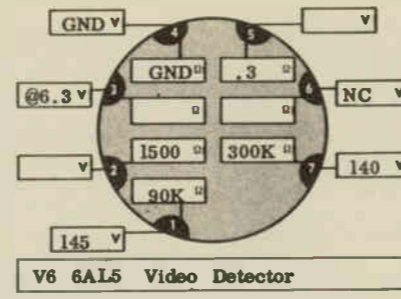 GND V
V
4
5
GND Ω
.3 Ω
@6.3 V
3
6
NC V
Ω
Ω
1500 Ω
300K Ω
V
2
7
140 V
90K Ω
1
145 V
V6 6AL5 Video Detector